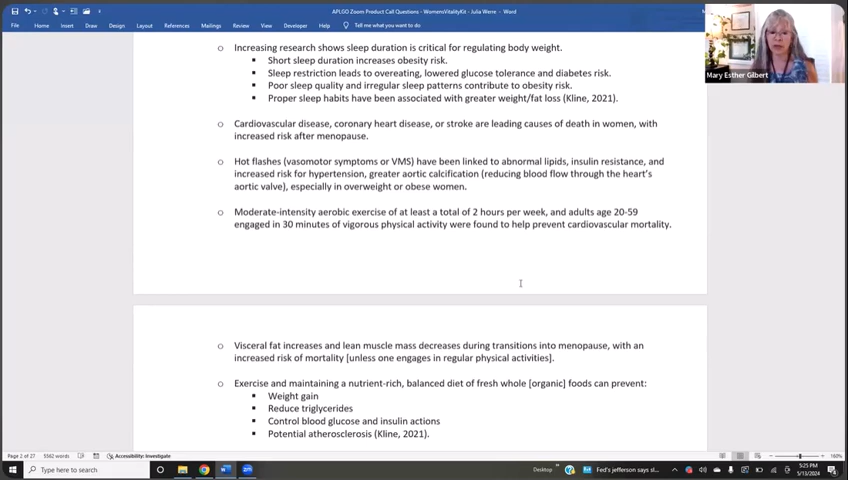 APLGO Zoom Product Call Questions - WomensVitalityKit - Julia Werre - Word
File Home Insert Draw Design Layout References Mailings Review View Developer Help Tell me what you want to do
Mary Esther Gilbert
o Increasing research shows sleep duration is critical for regulating body weight.
▪ Short sleep duration increases obesity risk.
▪ Sleep restriction leads to overeating, lowered glucose tolerance and diabetes risk.
▪ Poor sleep quality and irregular sleep patterns contribute to obesity risk.
▪ Proper sleep habits have been associated with greater weight/fat loss (Kline, 2021).
o Cardiovascular disease, coronary heart disease, or stroke are leading causes of death in women, with
increased risk after menopause.
o Hot flashes (vasomotor symptoms or VMS) have been linked to abnormal lipids, insulin resistance, and
increased risk for hypertension, greater aortic calcification (reducing blood flow through the heart's
aortic valve), especially in overweight or obese women.
o Moderate-intensity aerobic exercise of at least a total of 2 hours per week, and adults age 20-59
engaged in 30 minutes of vigorous physical activity were found to help prevent cardiovascular mortality.
o Visceral fat increases and lean muscle mass decreases during transitions into menopause, with an
increased risk of mortality [unless one engages in regular physical activities].
o Exercise and maintaining a nutrient-rich, balanced diet of fresh whole [organic] foods can prevent:
▪ Weight gain
▪ Reduce triglycerides
▪ Control blood glucose and insulin actions
▪ Potential atherosclerosis (Kline, 2021).
Page 2 of 27 5562 words Accessibility: Investigate 160%
Type here to search Desktop Fed's jefferson says sl... 5:25 PM
5/13/2024